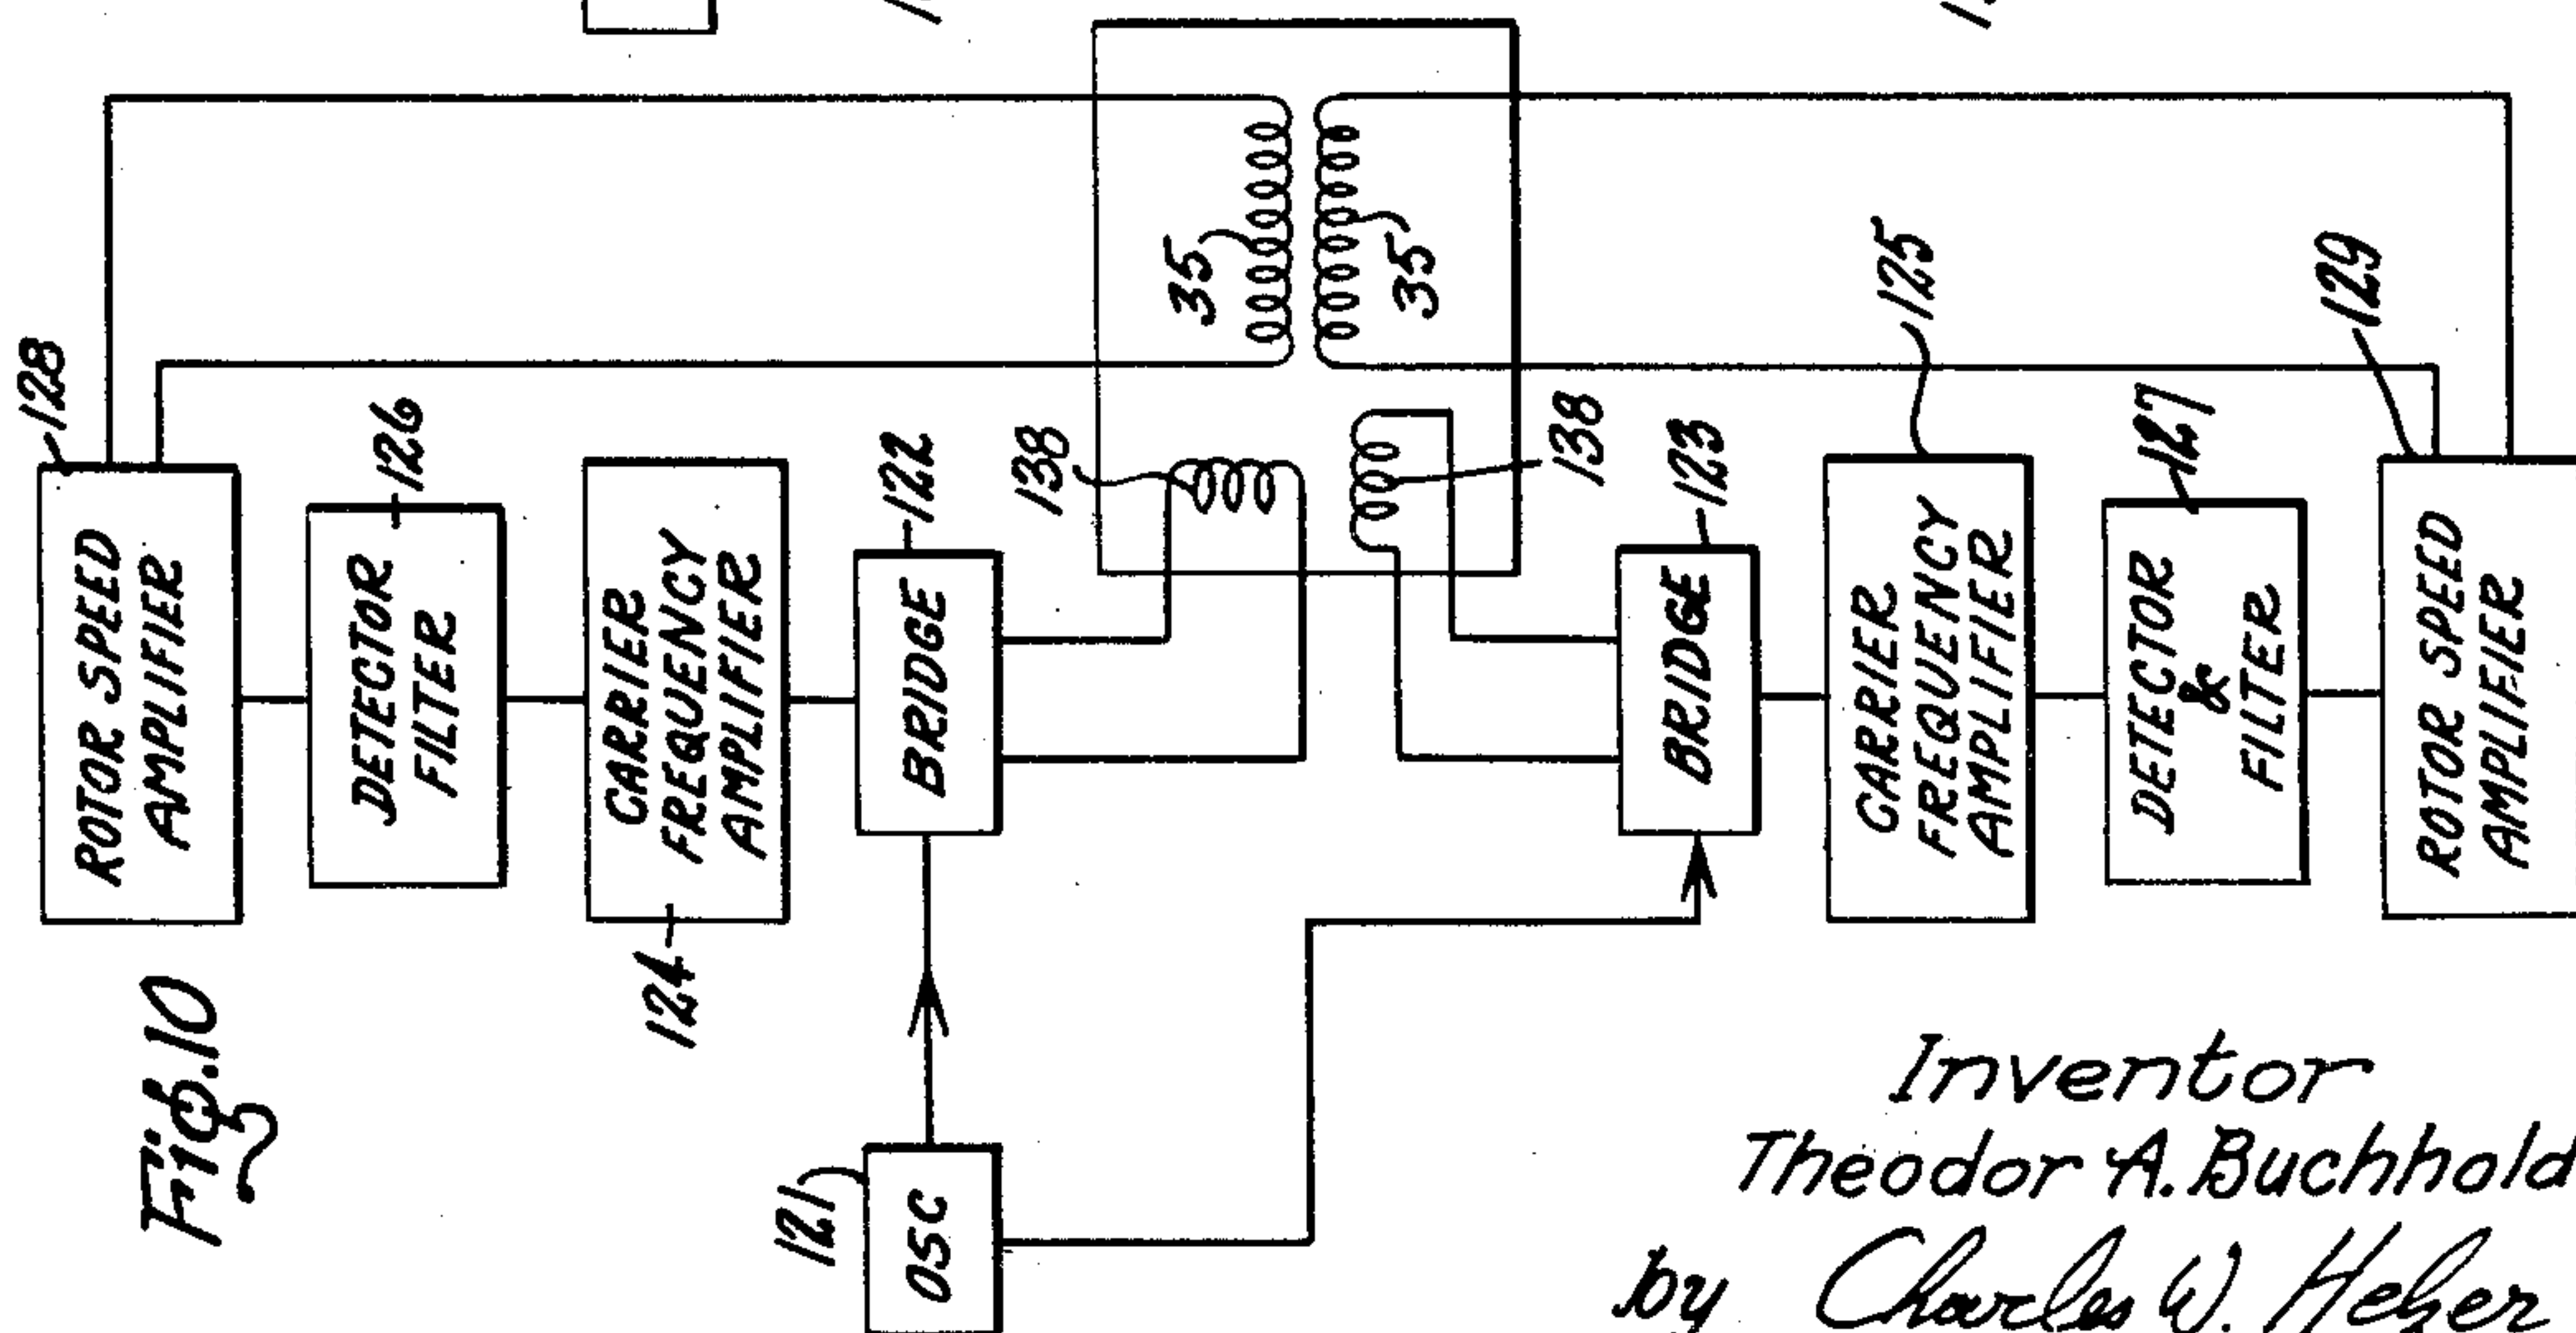 128
ROTOR SPEED
AMPLIFIER
126
DETECTOR
FILTER
CARRIER
FREQUENCY
AMPLIFIER
124
122
BRIDGE
138
35
35
138
123
BRIDGE
125
CARRIER
FREQUENCY
AMPLIFIER
127
DETECTOR
&
FILTER
129
ROTOR SPEED
AMPLIFIER
121
OSC
Fig.10
Inventor
Theodor A. Buchhold
by Charles W.